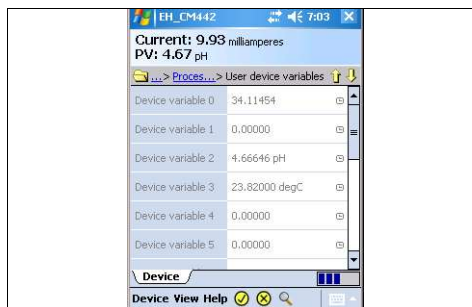 EH_CM442 7:03
Current: 9.93 milliamperes
PV: 4.67 pH
...> Proces...> User device variables
Device variable 0 34.11454
Device variable 1 0.00000
Device variable 2 4.66646 pH
Device variable 3 23.82000 degC
Device variable 4 0.00000
Device variable 5 0.00000
Device
Device View Help